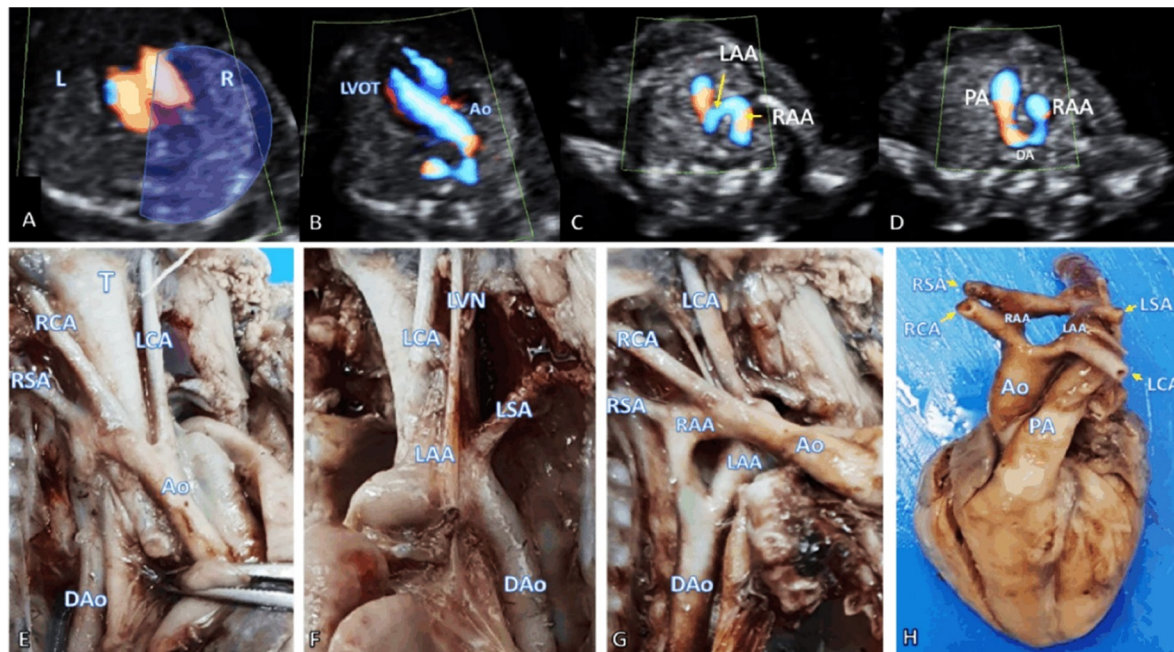 L
R
A
LVOT
Ao
B
LAA
RAA
C
PA
RAA
DA
D
T
RCA
LCA
RSA
Ao
DAo
E
LVN
LCA
LSA
LAA
DAo
F
LCA
RCA
RSA
RAA
Ao
LAA
DAo
G
RSA
RCA
RAA
LAA
LSA
LCA
Ao
PA
H